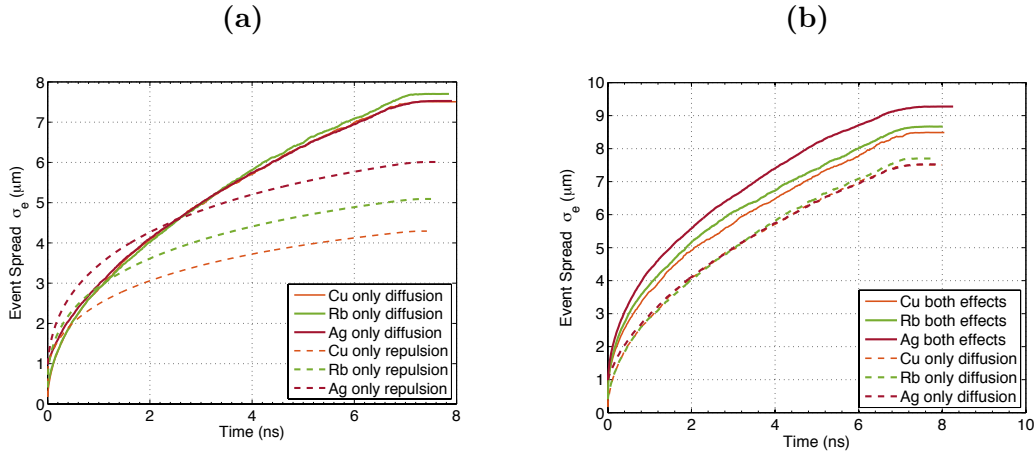 (a)
8
7
6
5
4
3
2
1
0
Event Spread σe (μm)
0 2 4 6 8
Time (ns)
Cu only diffusion
Rb only diffusion
Ag only diffusion
Cu only repulsion
Rb only repulsion
Ag only repulsion
(b)
10
9
8
7
6
5
4
3
2
1
0
Event Spread σe (μm)
0 2 4 6 8 10
Time (ns)
Cu both effects
Rb both effects
Ag both effects
Cu only diffusion
Rb only diffusion
Ag only diffusion